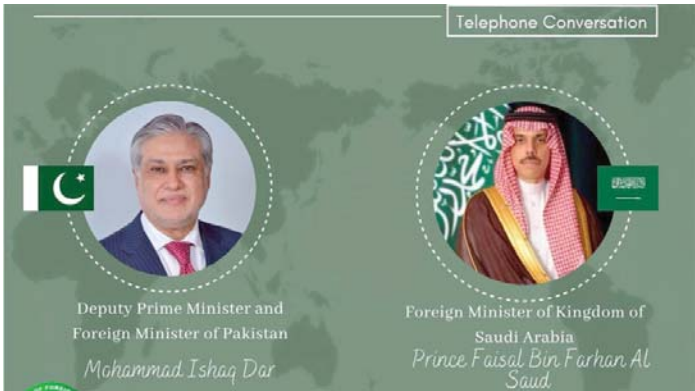 Telephone Conversation
Deputy Prime Minister and
Foreign Minister of Pakistan
Mohammad Ishaq Dar
Foreign Minister of Kingdom of
Saudi Arabia
Prince Faisal Bin Farhan Al
Saud